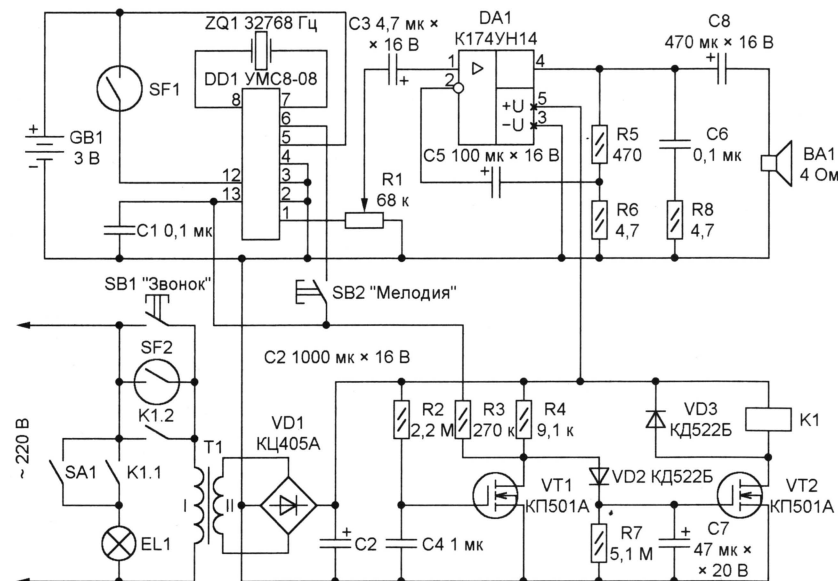 ZQ1 32768 Гц
C3 4,7 мк ×
× 16 В
DA1
К174УН14
C8
470 мк × 16 В
DD1 УМС8-08
SF1
8
7
6
5
4
3
2
1
12
13
GB1
3 В
+
−
1
2
4
+U 5
−U 3
+
+
R1
68 к
C5 100 мк × 16 В
+
R5
470
C6
0,1 мк
BA1
4 Ом
R6
4,7
R8
4,7
C1 0,1 мк
SB1 "Звонок"
SB2 "Мелодия"
SF2
C2 1000 мк × 16 В
K1.2
VD1
КЦ405А
T1
R2
2,2 М
R3
270 к
R4
9,1 к
VD3
КД522Б
K1
~ 220 В
SA1
K1.1
I
II
VT1
КП501А
VD2 КД522Б
VT2
КП501А
EL1
+
C2
C4 1 мк
R7
5,1 М
+
C7
47 мк ×
× 20 В